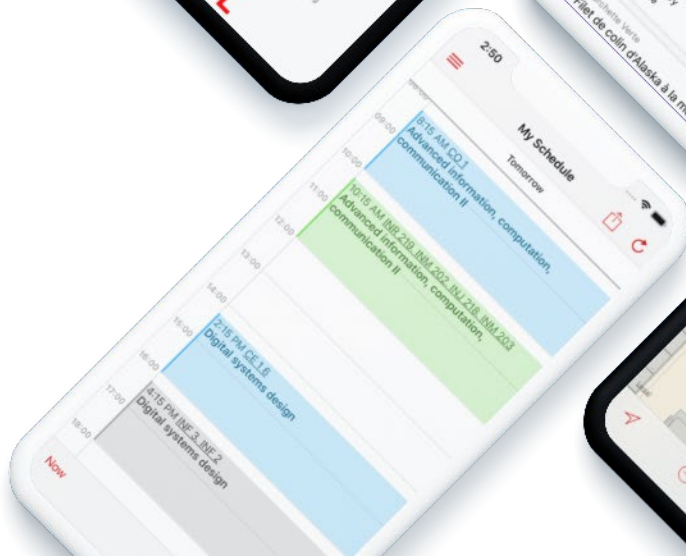 Filet de colin d'Alaska à la m
2:50
My Schedule
Tomorrow
09:00
8:15 AM CO 1
Advanced information, computation,
communication II
10:00
10:15 AM INR 219, INM 202, INJ 218, INM 203
Advanced information, computation,
communication II
11:00
12:00
13:00
14:00
2:15 PM CE 1 6
Digital systems design
15:00
16:00
4:15 PM INF 3, INF 2
Digital systems design
17:00
18:00
Now